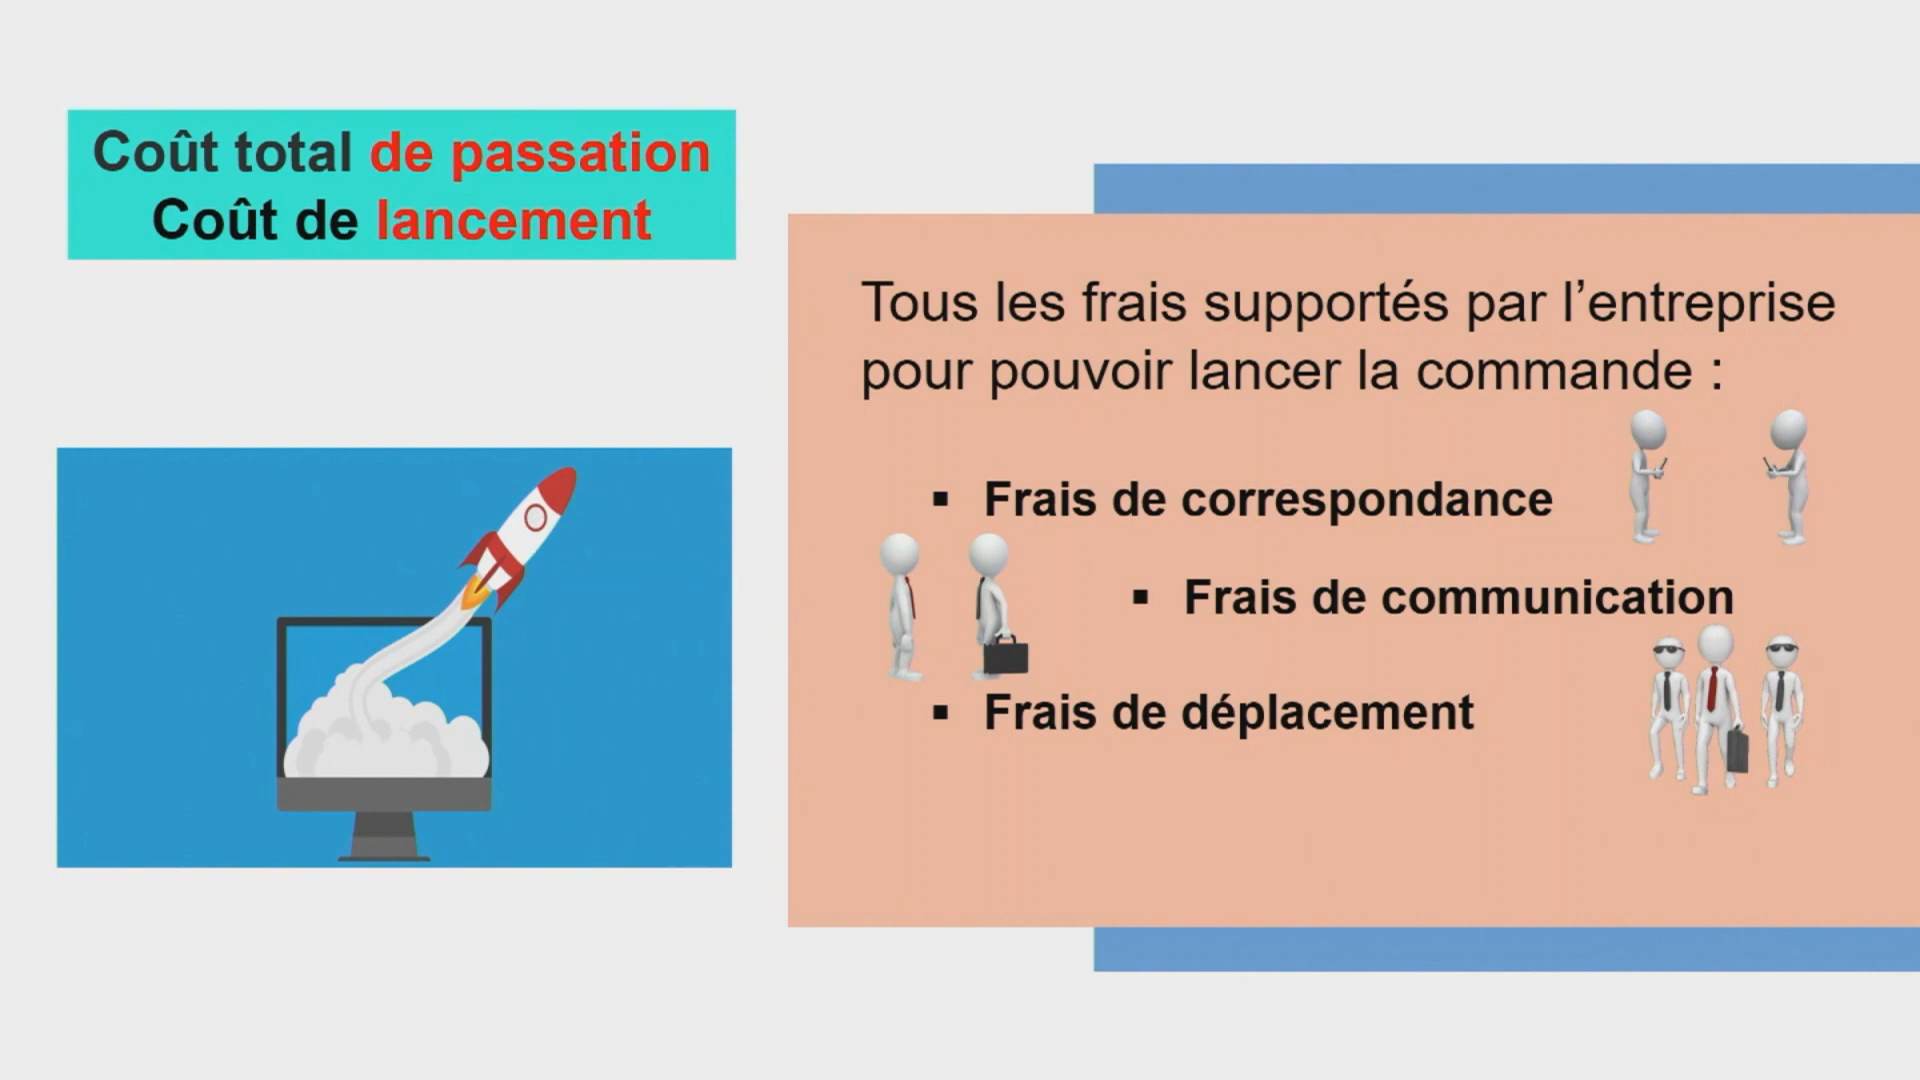 Coût total de passation
Coût de lancement
Tous les frais supportés par l’entreprise
pour pouvoir lancer la commande :
▪ Frais de correspondance
▪ Frais de communication
▪ Frais de déplacement